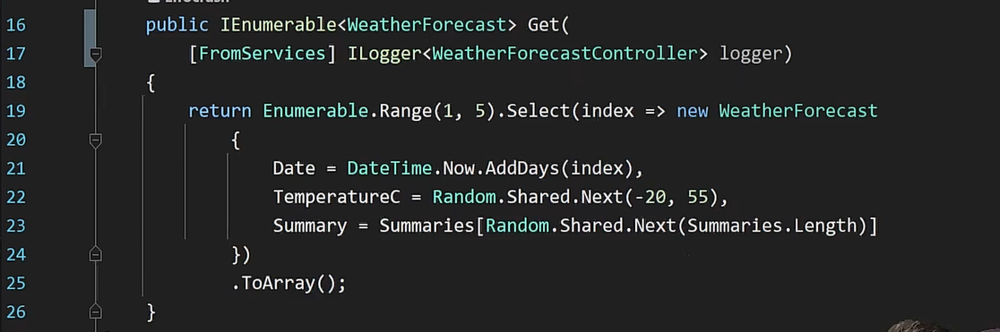 16 public IEnumerable<WeatherForecast> Get(
17 [FromServices] ILogger<WeatherForecastController> logger)
18 {
19 return Enumerable.Range(1, 5).Select(index => new WeatherForecast
20 {
21 Date = DateTime.Now.AddDays(index),
22 TemperatureC = Random.Shared.Next(-20, 55),
23 Summary = Summaries[Random.Shared.Next(Summaries.Length)]
24 })
25 .ToArray();
26 }